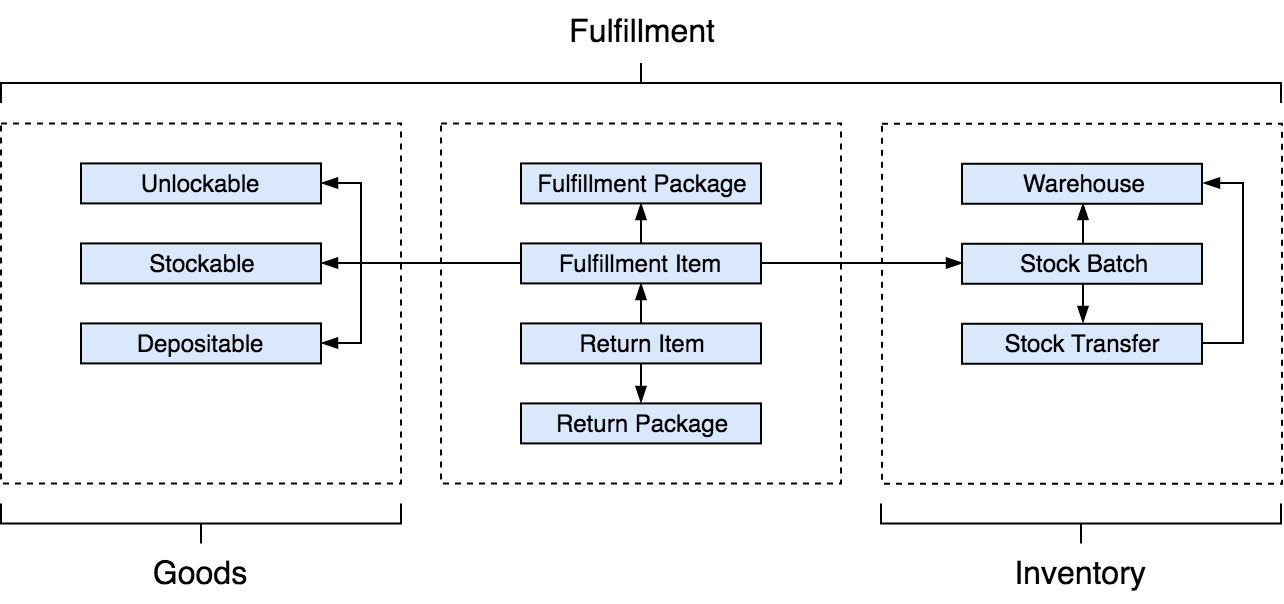 Fulfillment
Unlockable
Stockable
Depositable
Fulfillment Package
Fulfillment Item
Return Item
Return Package
Warehouse
Stock Batch
Stock Transfer
Goods
Inventory